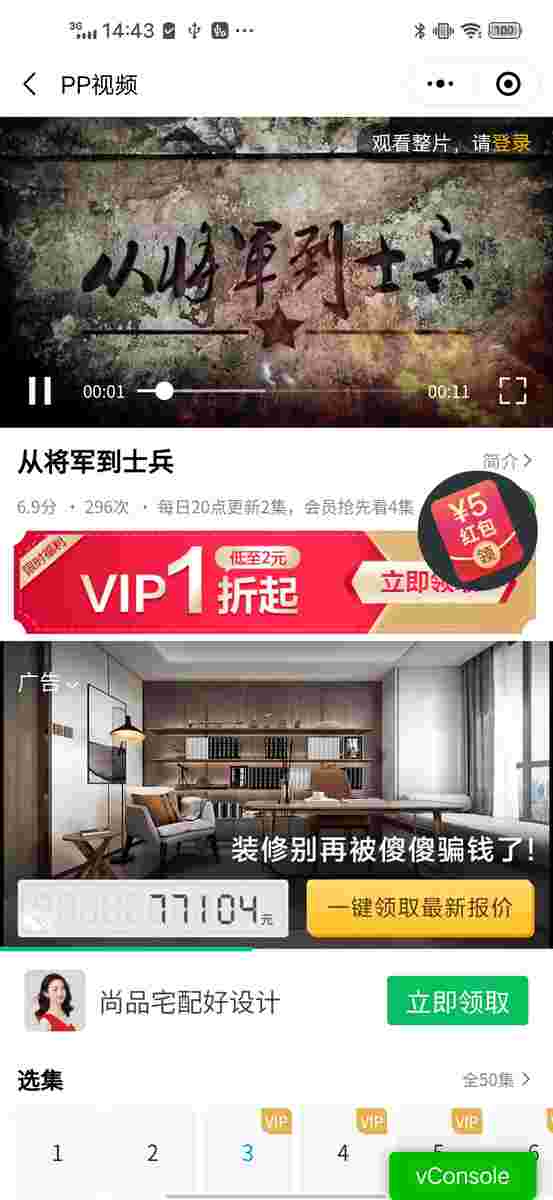 3G 14:43 100
PP视频
观看整片，请登录
从将軍到士兵
00:01 00:11
从将军到士兵 简介
6.9分 · 296次 · 每日20点更新2集，会员抢先看4集
¥5
红包
领
限时福利
VIP1折起
低至2元
立即领
广告
装修别再被傻傻骗钱了!
77104元
一键领取最新报价
尚品宅配好设计
立即领取
选集 全50集
VIP VIP VIP
1 2 3 4 5 6
vConsole